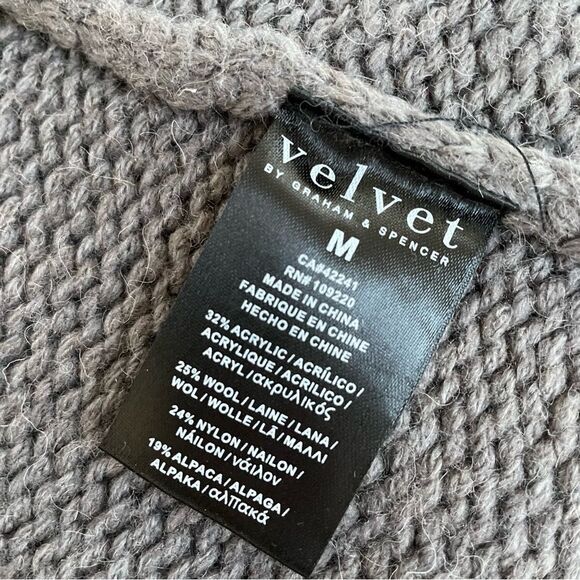 velvet
BY GRAHAM & SPENCER
M
CA#42241
RN# 109220
MADE IN CHINA
FABRIQUE EN CHINE
HECHO EN CHINE
32% ACRYLIC / ACRÍLICO /
ACRYLIQUE / ACRILICO /
ACRYL / ακρυλικός
25% WOOL / LAINE / LANA /
WOL / WOLLE / LÃ / ΜΑΛΛΙ
24% NYLON / NAILON /
NÁILON / νάιλον
19% ALPACA / ALPAGA /
ALPAKA / αλπακά